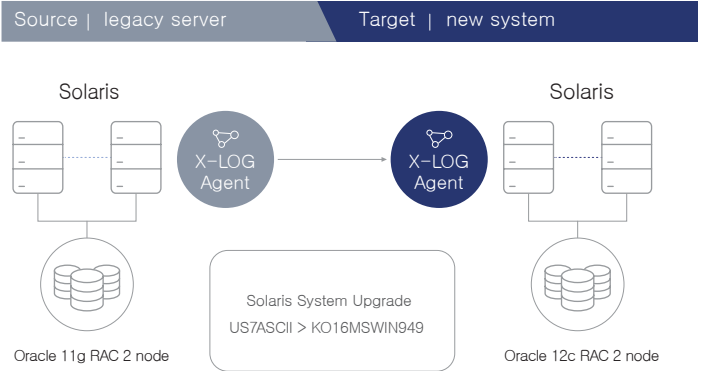 Source | legacy server
Target | new system
Solaris
Solaris
X-LOG
Agent
X-LOG
Agent
Solaris System Upgrade
US7ASCII > KO16MSWIN949
Oracle 11g RAC 2 node
Oracle 12c RAC 2 node